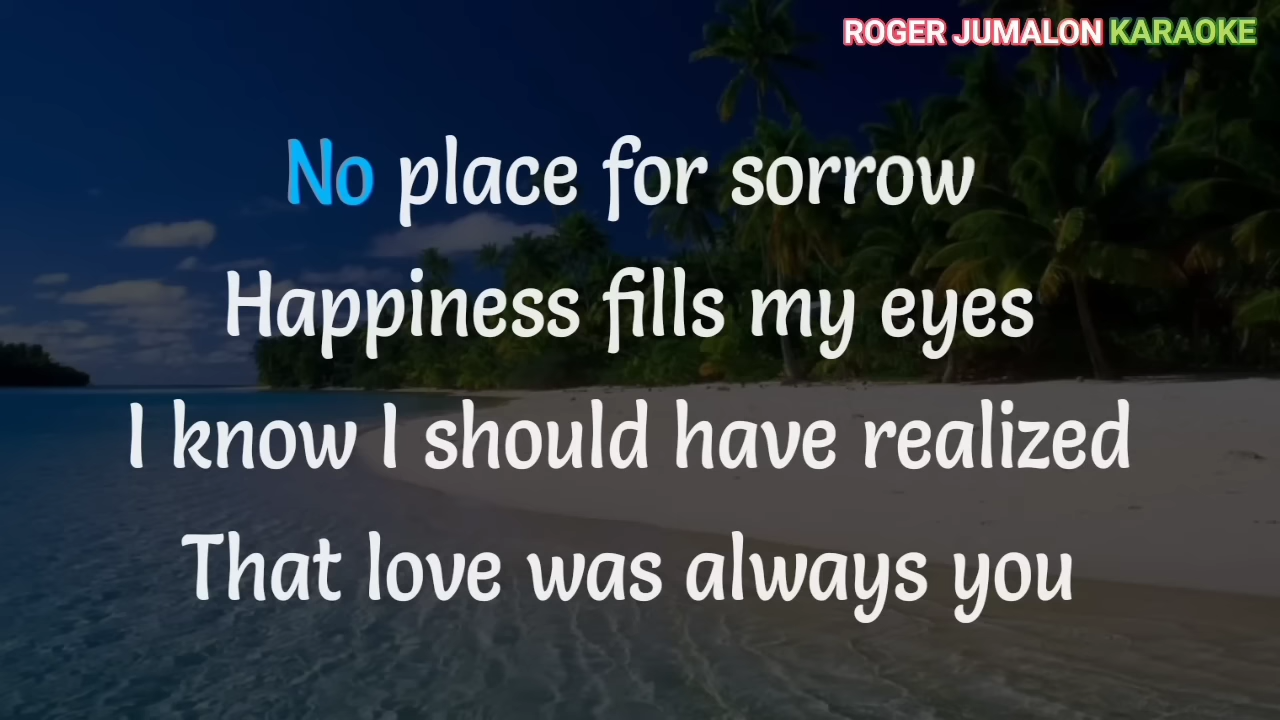 ROGER JUMALON KARAOKE
No place for sorrow
Happiness fills my eyes
I know I should have realized
That love was always you